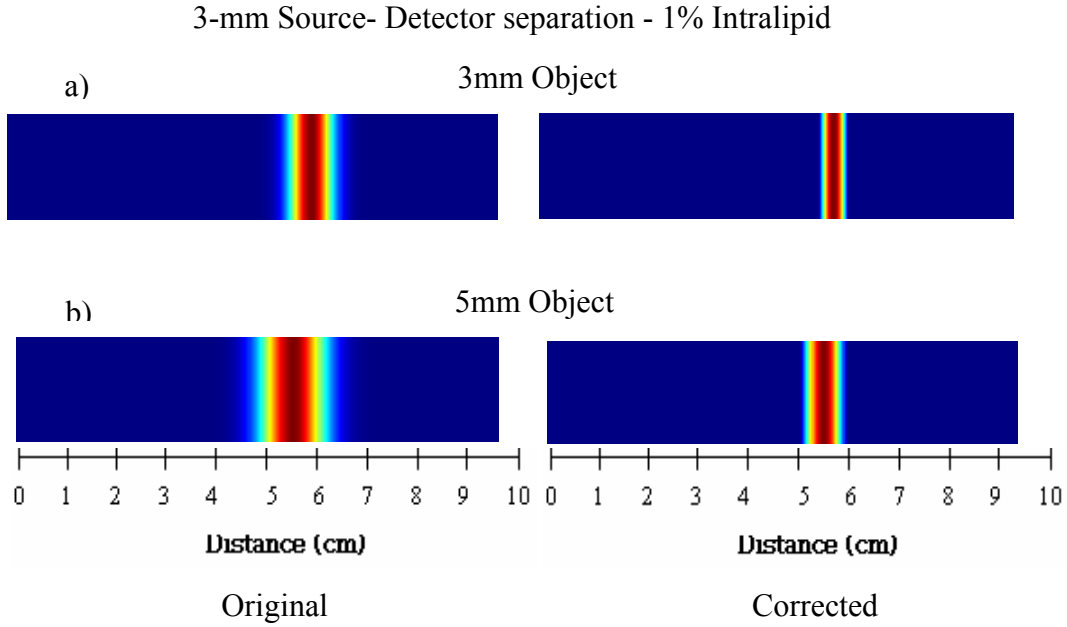 3-mm Source- Detector separation - 1% Intralipid
a)
3mm Object
b)
5mm Object
0 1 2 3 4 5 6 7 8 9 10
0 1 2 3 4 5 6 7 8 9 10
Distance (cm)
Distance (cm)
Original
Corrected